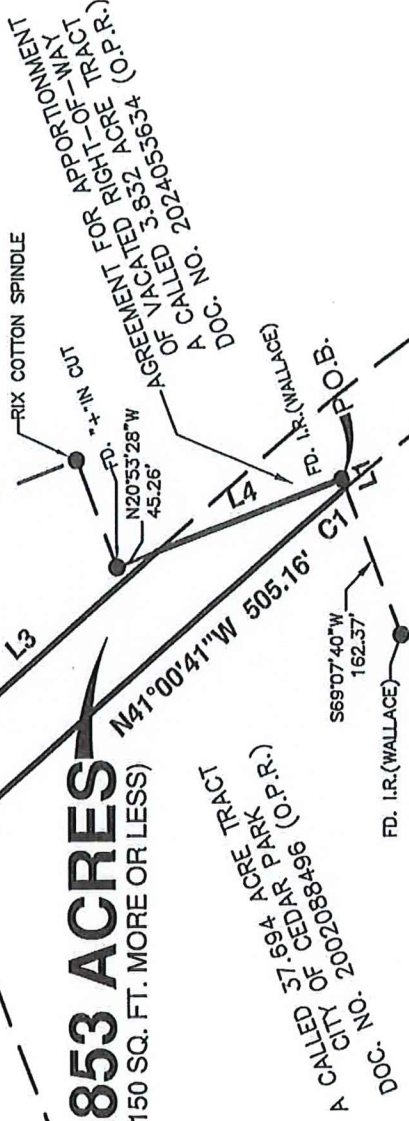 RIX COTTON SPINDLE
FD. "+"IN CUT
N20°53'28"W
45.26'
AGREEMENT FOR APPORTIONMENT
OF VACATED RIGHT-OF-WAY
A CALLED 3.832 ACRE TRACT
DOC. NO. 2024053634 (O.P.R.)
L3
L4
FD. I.R.(WALLACE)
P.O.B.
L1
C1
N41°00'41"W 505.16'
S69°07'40"W
162.37'
FD. I.R.(WALLACE)
853 ACRES
150 SQ. FT. MORE OR LESS)
A CALLED 37.694 ACRE TRACT
CITY OF CEDAR PARK
DOC. NO. 2002088496 (O.P.R.)